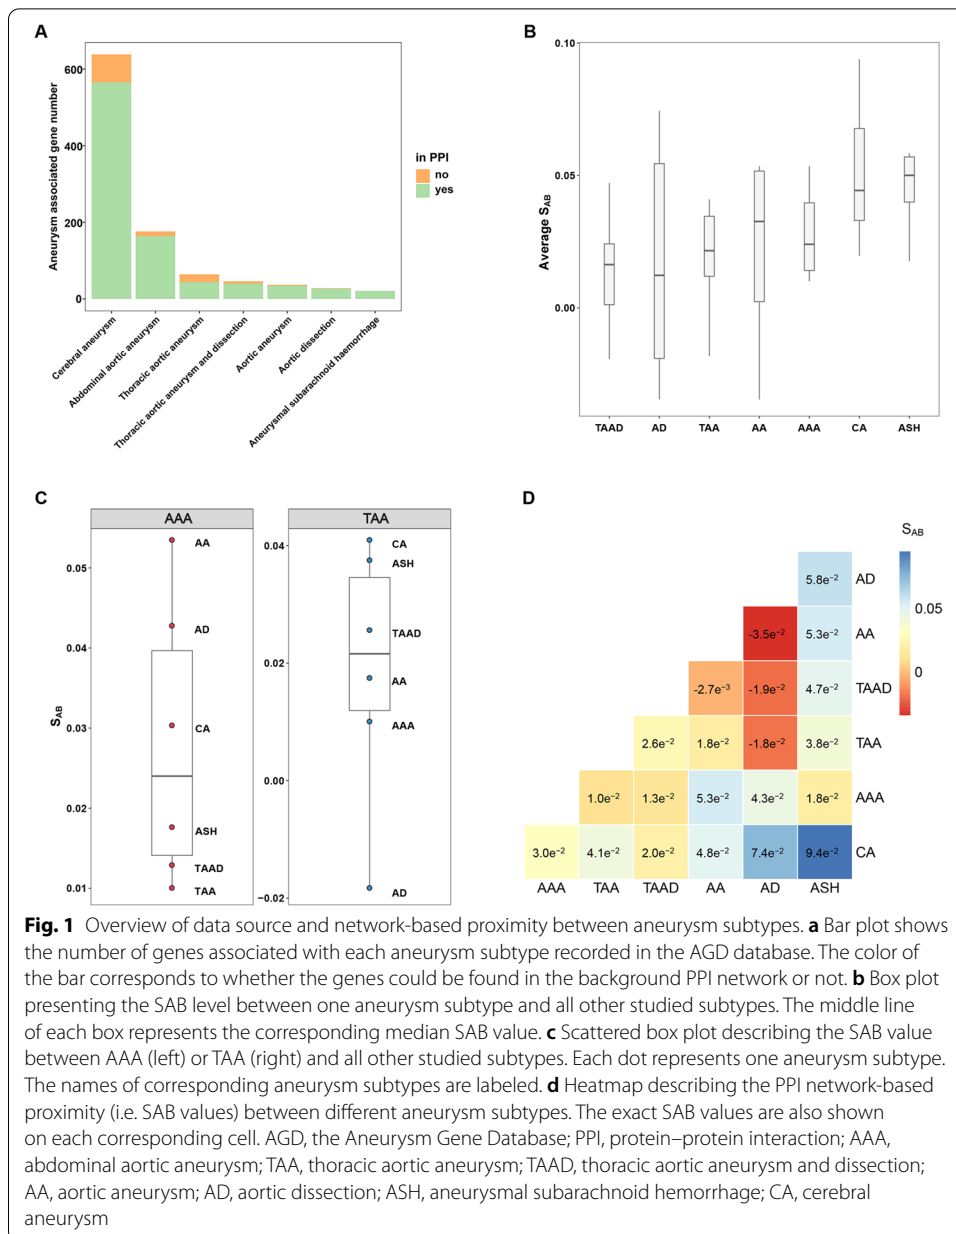 A
Aneurysm associated gene number
600
400
200
0
Cerebral aneurysm
Abdominal aortic aneurysm
Thoracic aortic aneurysm
Thoracic aortic aneurysm and dissection
Aortic aneurysm
Aortic dissection
Aneurysmal subarachnoid haemorrhage
in PPI
no
yes
B
Average SAB
0.10
0.05
0.00
TAAD AD TAA AA AAA CA ASH
C
AAA
SAB
0.05
0.04
0.03
0.02
0.01
AA
AD
CA
ASH
TAAD
TAA
TAA
0.04
0.02
0.00
−0.02
CA
ASH
TAAD
AA
AAA
AD
D
SAB
0.05
0
5.8e−2 AD
-3.5e−2 5.3e−2 AA
-2.7e−3 -1.9e−2 4.7e−2 TAAD
2.6e−2 1.8e−2 -1.8e−2 3.8e−2 TAA
1.0e−2 1.3e−2 5.3e−2 4.3e−2 1.8e−2 AAA
3.0e−2 4.1e−2 2.0e−2 4.8e−2 7.4e−2 9.4e−2 CA
AAA TAA TAAD AA AD ASH
Fig. 1 Overview of data source and network-based proximity between aneurysm subtypes. a Bar plot shows
the number of genes associated with each aneurysm subtype recorded in the AGD database. The color of
the bar corresponds to whether the genes could be found in the background PPI network or not. b Box plot
presenting the SAB level between one aneurysm subtype and all other studied subtypes. The middle line
of each box represents the corresponding median SAB value. c Scattered box plot describing the SAB value
between AAA (left) or TAA (right) and all other studied subtypes. Each dot represents one aneurysm subtype.
The names of corresponding aneurysm subtypes are labeled. d Heatmap describing the PPI network-based
proximity (i.e. SAB values) between different aneurysm subtypes. The exact SAB values are also shown
on each corresponding cell. AGD, the Aneurysm Gene Database; PPI, protein–protein interaction; AAA,
abdominal aortic aneurysm; TAA, thoracic aortic aneurysm; TAAD, thoracic aortic aneurysm and dissection;
AA, aortic aneurysm; AD, aortic dissection; ASH, aneurysmal subarachnoid hemorrhage; CA, cerebral
aneurysm